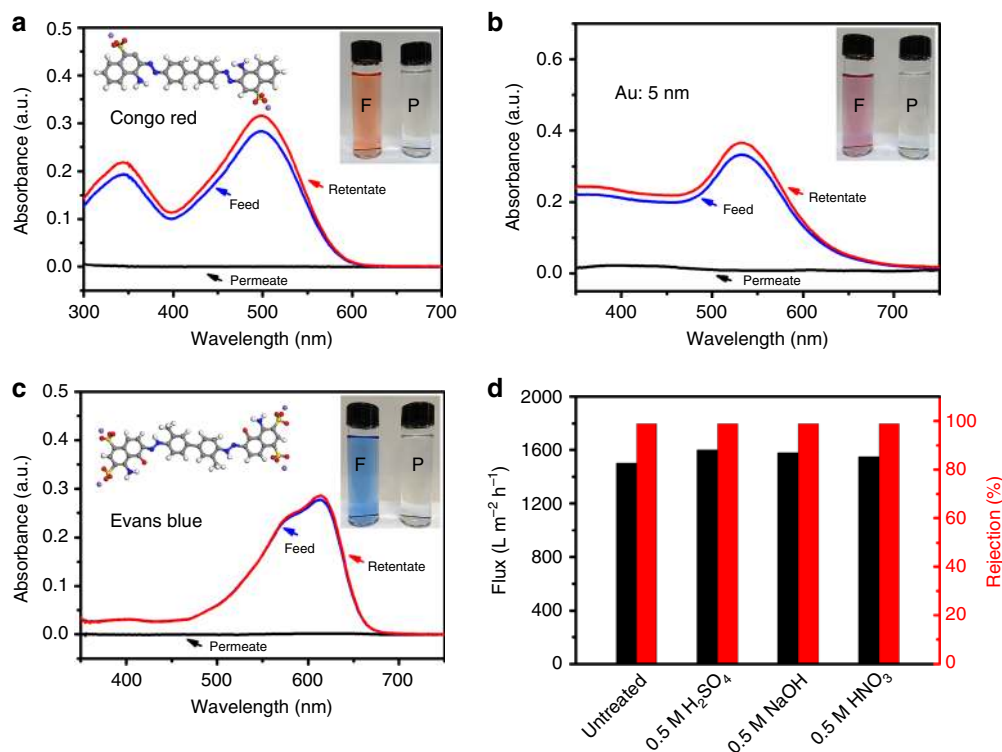 a
0.5
0.4
0.3
0.2
0.1
0.0
Absorbance (a.u.)
Congo red
F
P
Retentate
Feed
Permeate
300
400
500
600
700
Wavelength (nm)
b
0.6
0.4
0.2
0.0
Absorbance (a.u.)
Au: 5 nm
F
P
Retentate
Feed
Permeate
400
500
600
700
Wavelength (nm)
c
0.5
0.4
0.3
0.2
0.1
0.0
Absorbance (a.u.)
Evans blue
F
P
Feed
Retentate
Permeate
400
500
600
700
Wavelength (nm)
d
2000
1600
1200
800
400
0
Flux (L m⁻² h⁻¹)
100
80
60
40
20
0
Rejection (%)
Untreated
0.5 M H₂SO₄
0.5 M NaOH
0.5 M HNO₃